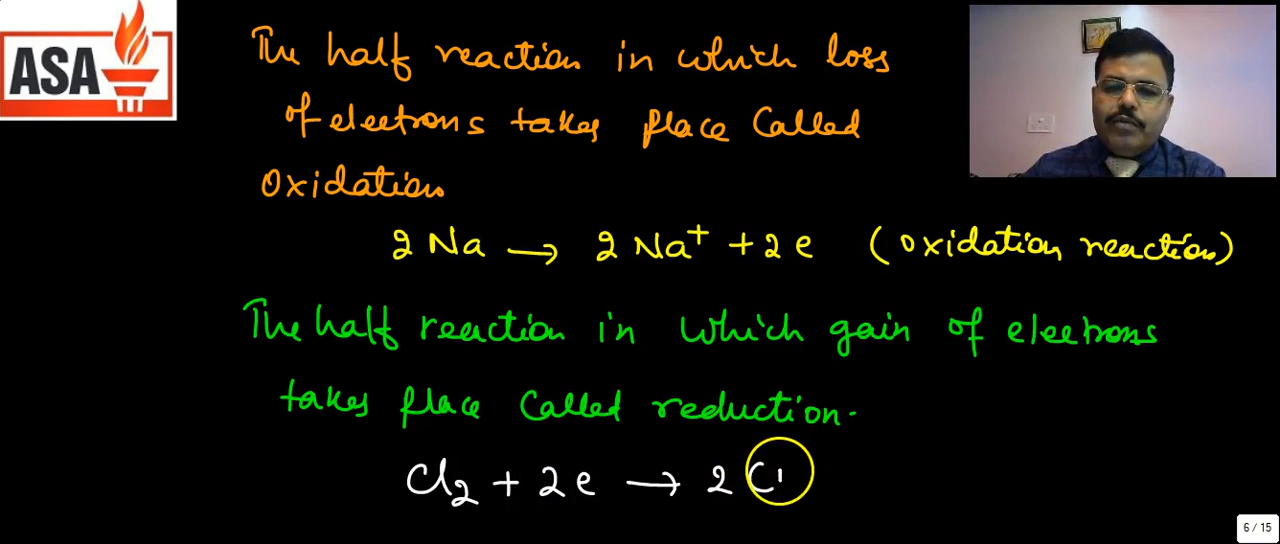 ASA
The half reaction in which loss
of electrons takes place called
Oxidation
2 Na → 2 Na⁺ + 2 e (Oxidation reaction)
The half reaction in which gain of electrons
takes place called reduction.
Cl₂ + 2 e → 2 C
6 / 15